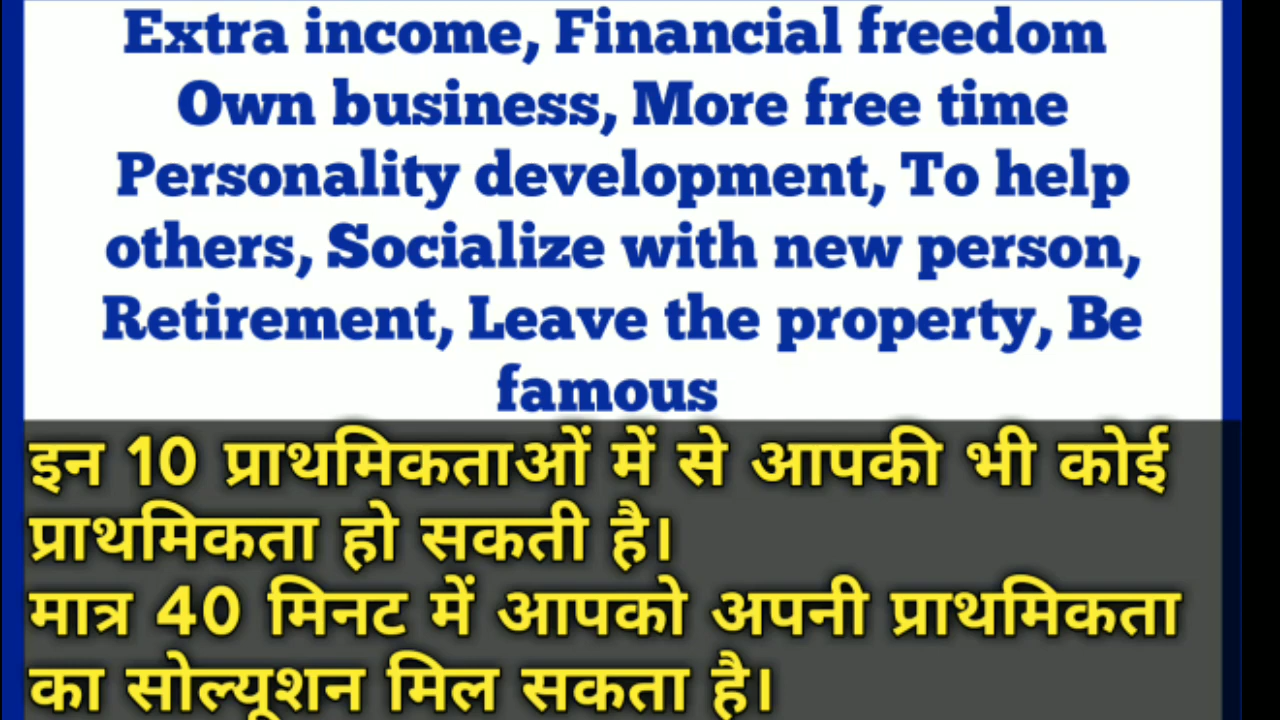 Extra income, Financial freedom
Own business, More free time
Personality development, To help
others, Socialize with new person,
Retirement, Leave the property, Be
famous
इन 10 प्राथमिकताओं में से आपकी भी कोई
प्राथमिकता हो सकती है।
मात्र 40 मिनट में आपको अपनी प्राथमिकता
का सोल्यूशन मिल सकता है।